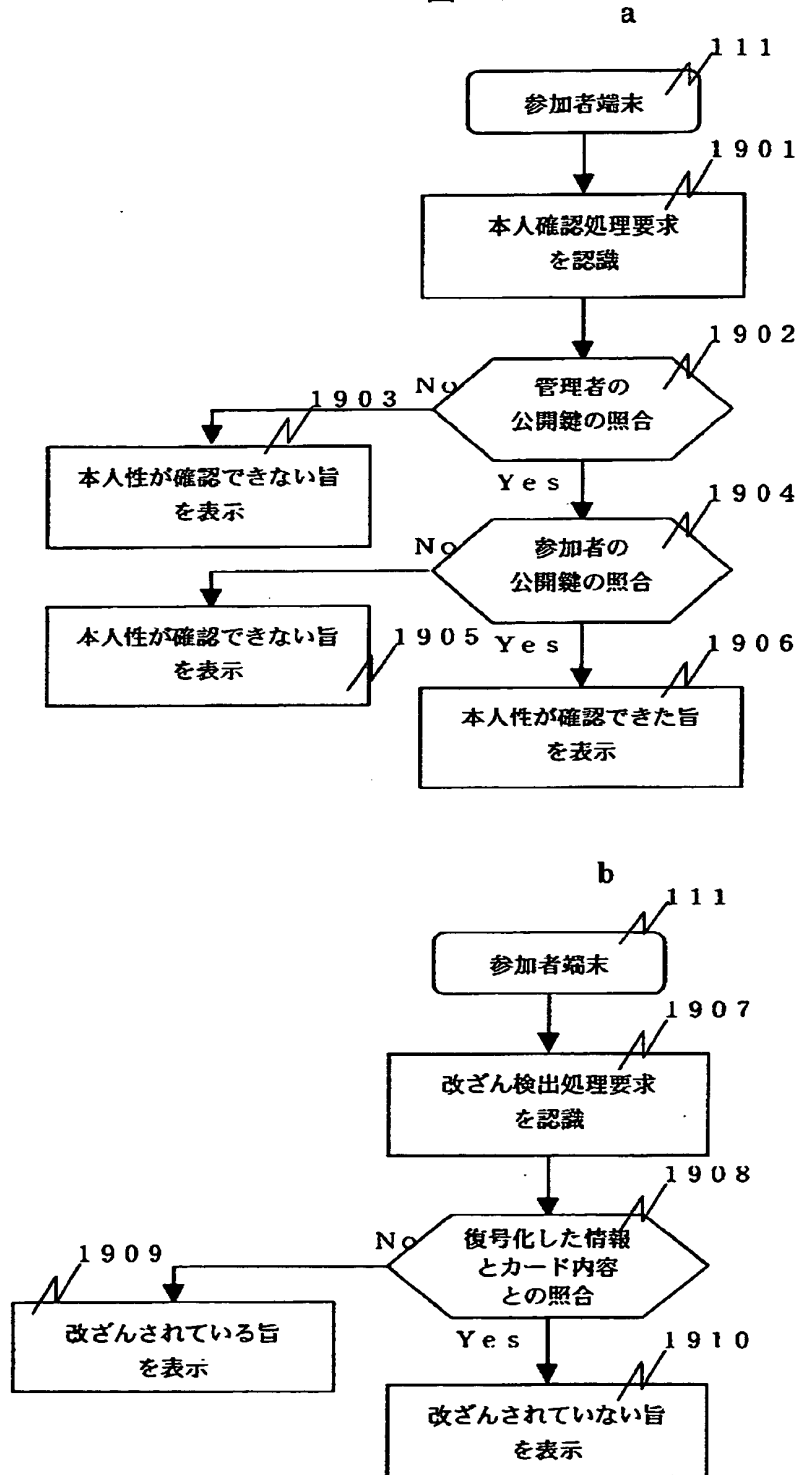 a
111
参加者端末
1901
本人確認処理要求
を認識
1902
管理者の
公開鍵の照合
No
1903
本人性が確認できない旨
を表示
Yes
1904
参加者の
公開鍵の照合
No
本人性が確認できない旨
を表示
1905
Yes
1906
本人性が確認できた旨
を表示
b
111
参加者端末
1907
改ざん検出処理要求
を認識
1908
復号化した情報
とカード内容
との照合
No
1909
改ざんされている旨
を表示
Yes
1910
改ざんされていない旨
を表示